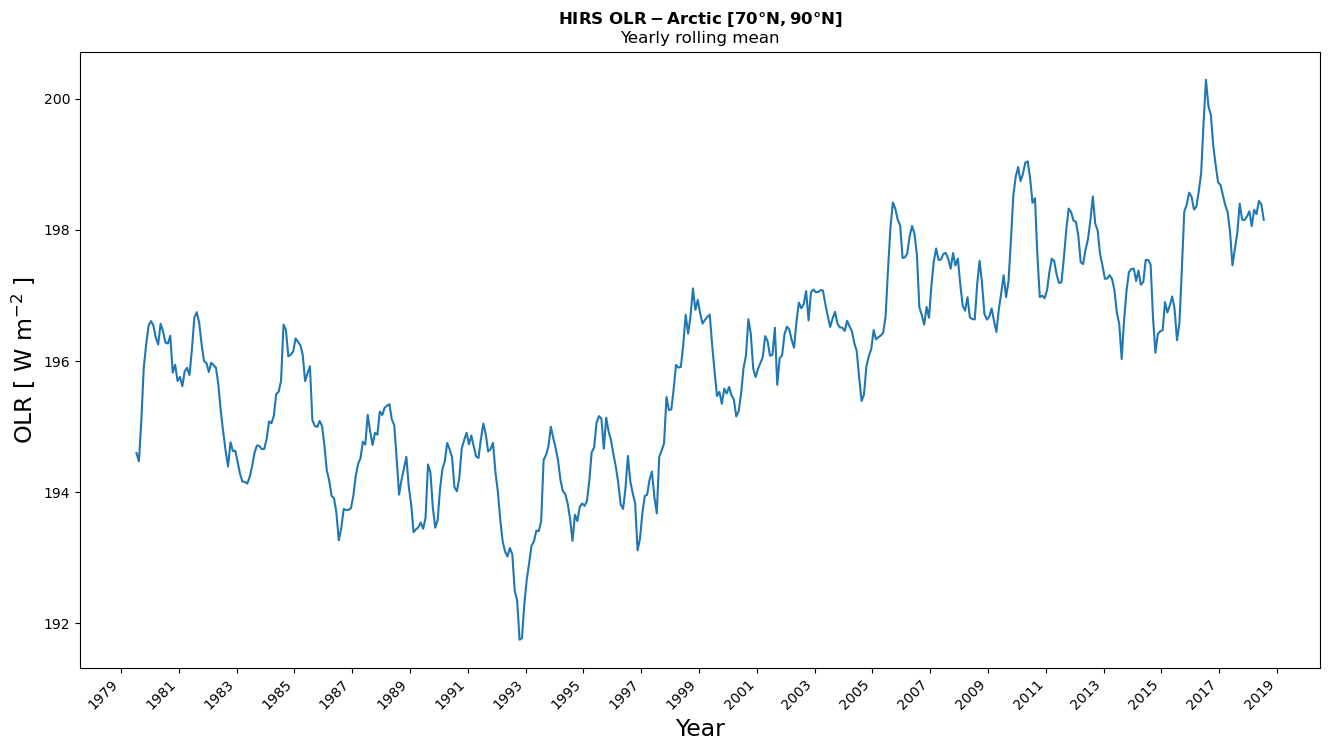 HIRS OLR − Arctic [70°N, 90°N]
Yearly rolling mean
OLR [ W m⁻² ]
200
198
196
194
192
1979 1981 1983 1985 1987 1989 1991 1993 1995 1997 1999 2001 2003 2005 2007 2009 2011 2013 2015 2017 2019
Year